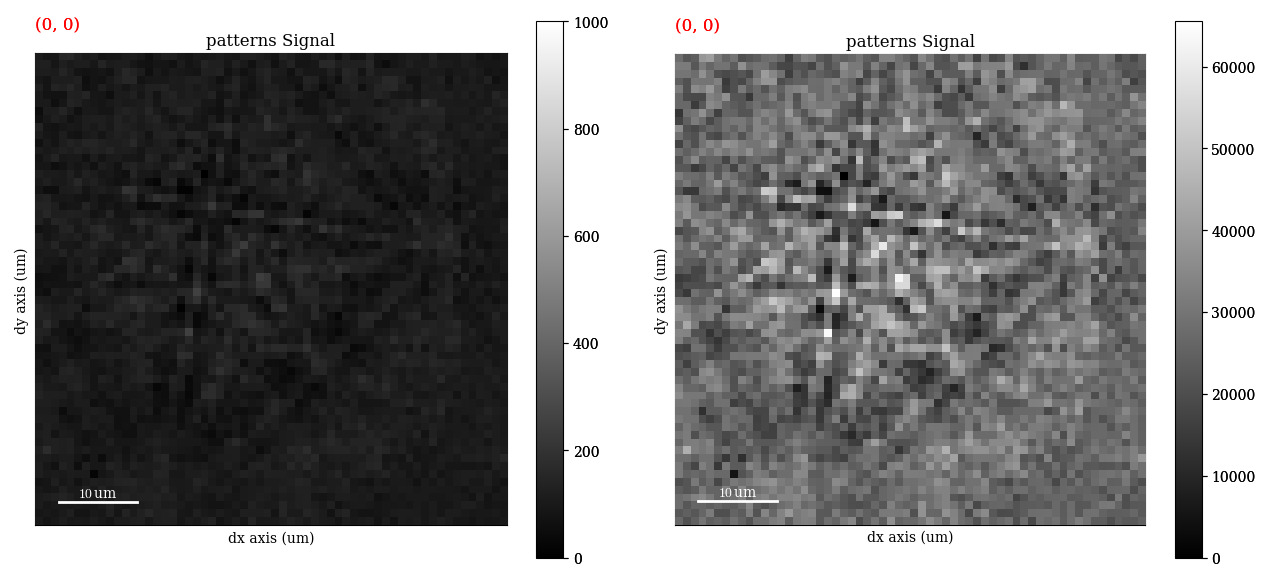 (0, 0)
patterns Signal
dy axis (um)
10 um
dx axis (um)
1000
800
600
400
200
0
(0, 0)
patterns Signal
dy axis (um)
10 um
dx axis (um)
60000
50000
40000
30000
20000
10000
0